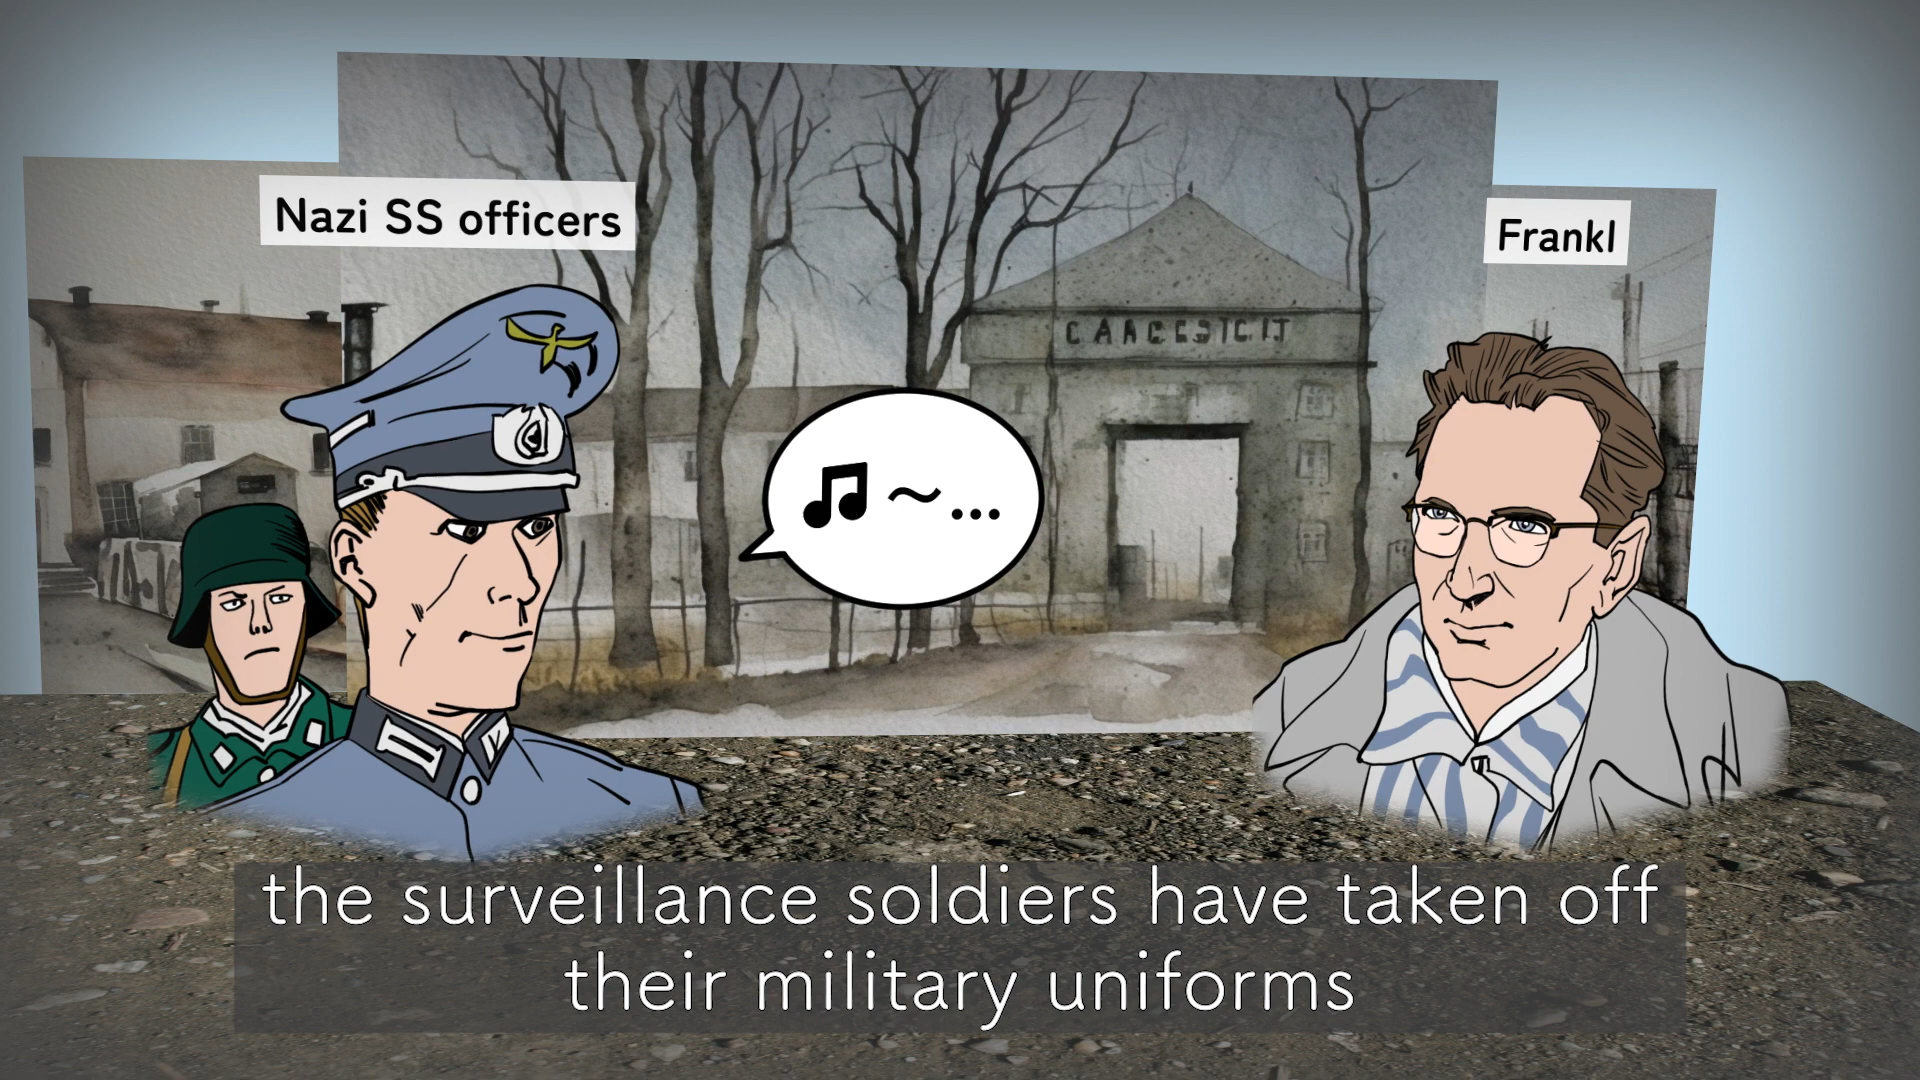 Nazi SS officers
Frankl
the surveillance soldiers have taken off
their military uniforms